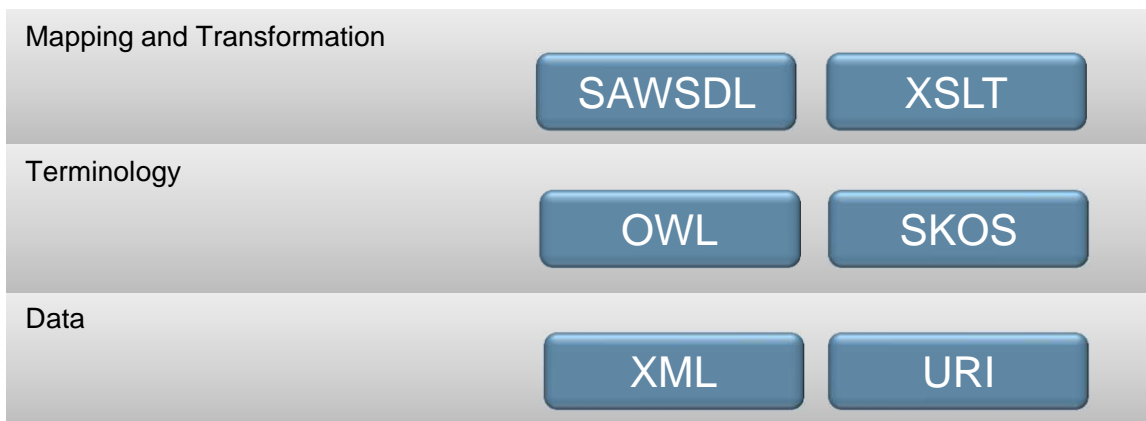 Mapping and Transformation
SAWSDL XSLT
Terminology
OWL SKOS
Data
XML URI